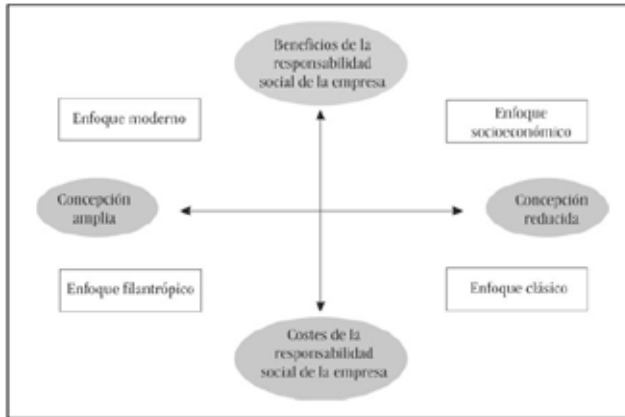 Beneficios de la
responsabilidad
social de la empresa
Enfoque moderno
Enfoque
socioeconómico
Concepción
amplia
Concepción
reducida
Enfoque filantrópico
Enfoque clásico
Costes de la
responsabilidad
social de la empresa